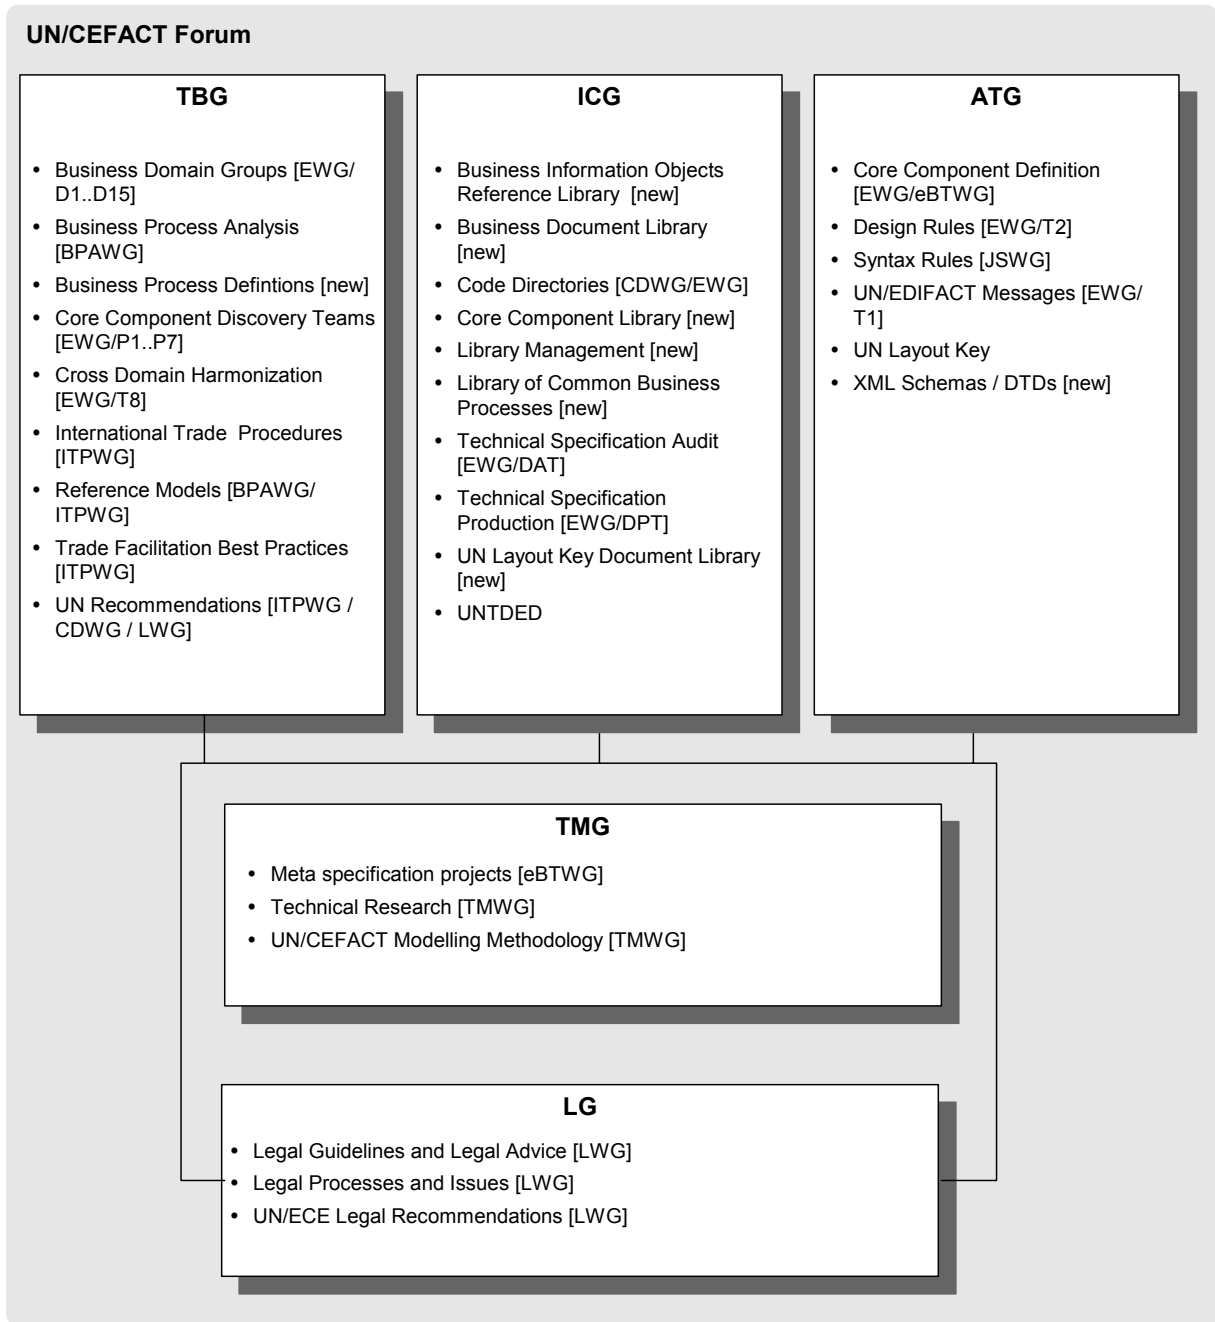 UN/CEFACT Forum
TBG
• Business Domain Groups [EWG/
D1..D15]
• Business Process Analysis
[BPAWG]
• Business Process Defintions [new]
• Core Component Discovery Teams
[EWG/P1..P7]
• Cross Domain Harmonization
[EWG/T8]
• International Trade Procedures
[ITPWG]
• Reference Models [BPAWG/
ITPWG]
• Trade Facilitation Best Practices
[ITPWG]
• UN Recommendations [ITPWG /
CDWG / LWG]
ICG
• Business Information Objects
Reference Library [new]
• Business Document Library
[new]
• Code Directories [CDWG/EWG]
• Core Component Library [new]
• Library Management [new]
• Library of Common Business
Processes [new]
• Technical Specification Audit
[EWG/DAT]
• Technical Specification
Production [EWG/DPT]
• UN Layout Key Document Library
[new]
• UNTDED
ATG
• Core Component Definition
[EWG/eBTWG]
• Design Rules [EWG/T2]
• Syntax Rules [JSWG]
• UN/EDIFACT Messages [EWG/
T1]
• UN Layout Key
• XML Schemas / DTDs [new]
TMG
• Meta specification projects [eBTWG]
• Technical Research [TMWG]
• UN/CEFACT Modelling Methodology [TMWG]
LG
• Legal Guidelines and Legal Advice [LWG]
• Legal Processes and Issues [LWG]
• UN/ECE Legal Recommendations [LWG]